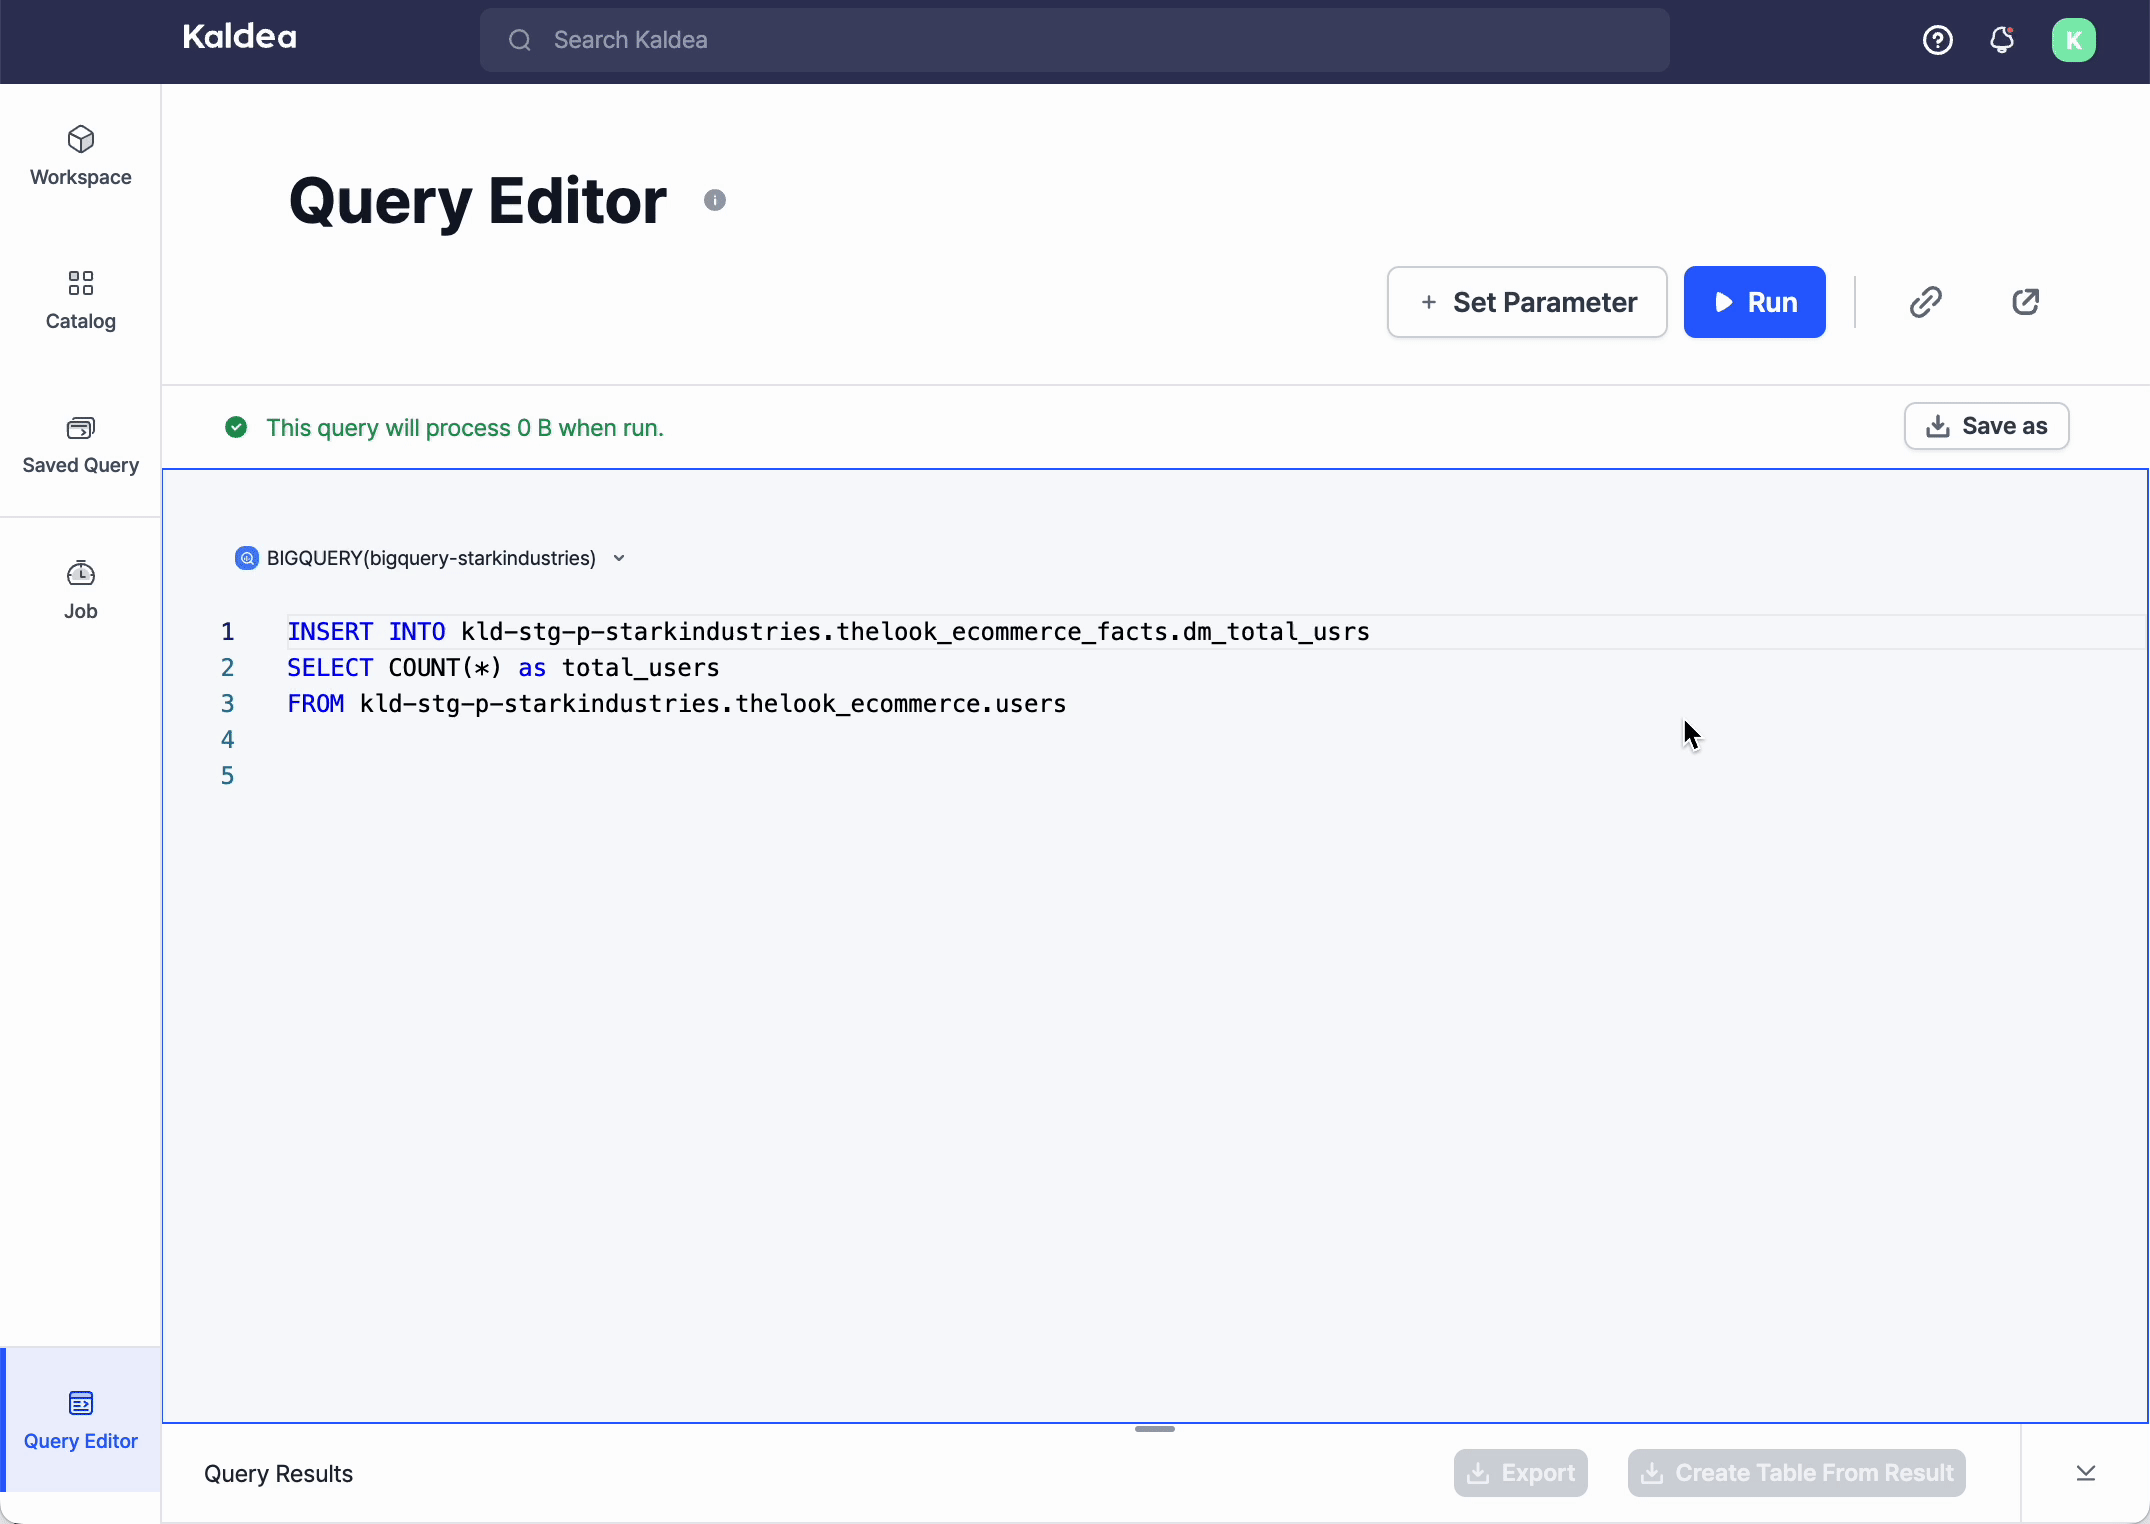 Kaldea
Search Kaldea
K
Workspace
Catalog
Saved Query
Job
Query Editor
Query Editor
+ Set Parameter
Run
This query will process 0 B when run.
Save as
BIGQUERY(bigquery-starkindustries)
1 INSERT INTO kld-stg-p-starkindustries.thelook_ecommerce_facts.dm_total_usrs
2 SELECT COUNT(*) as total_users
3 FROM kld-stg-p-starkindustries.thelook_ecommerce.users
4
5
Query Results
Export
Create Table From Result